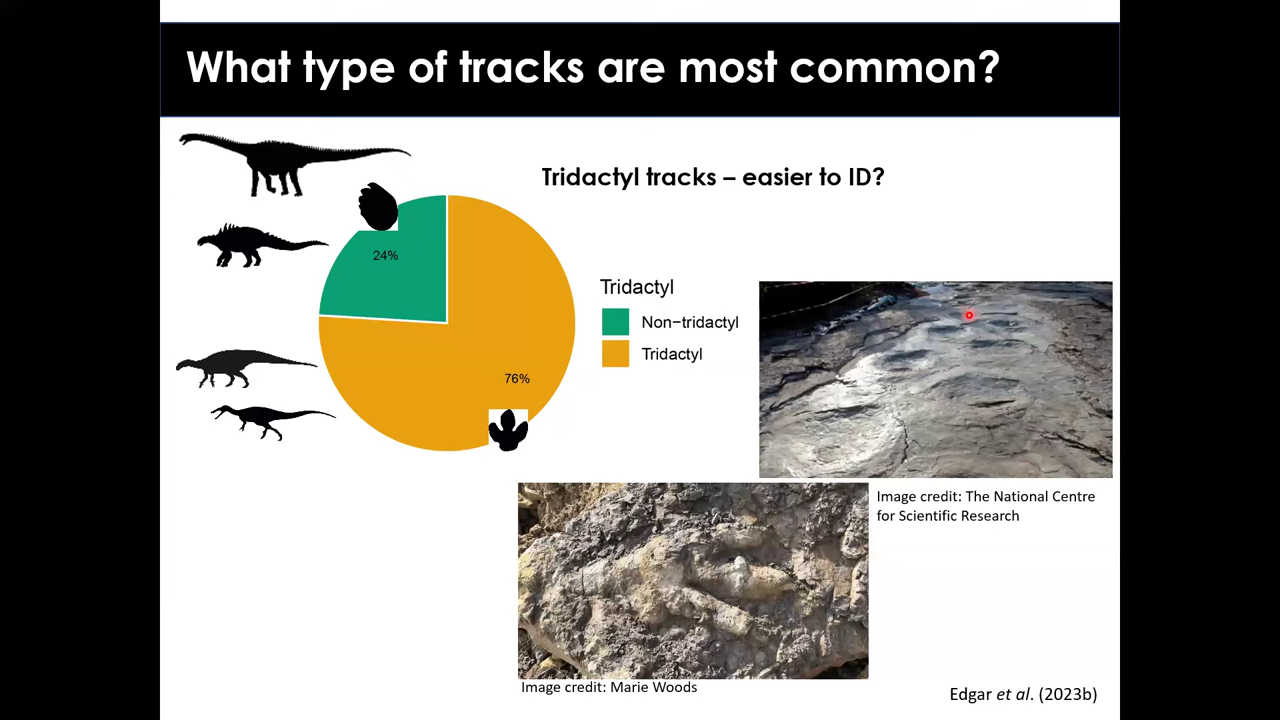 What type of tracks are most common?
Tridactyl tracks – easier to ID?
24%
76%
Tridactyl
Non−tridactyl
Tridactyl
Image credit: The National Centre
for Scientific Research
Image credit: Marie Woods
Edgar et al. (2023b)